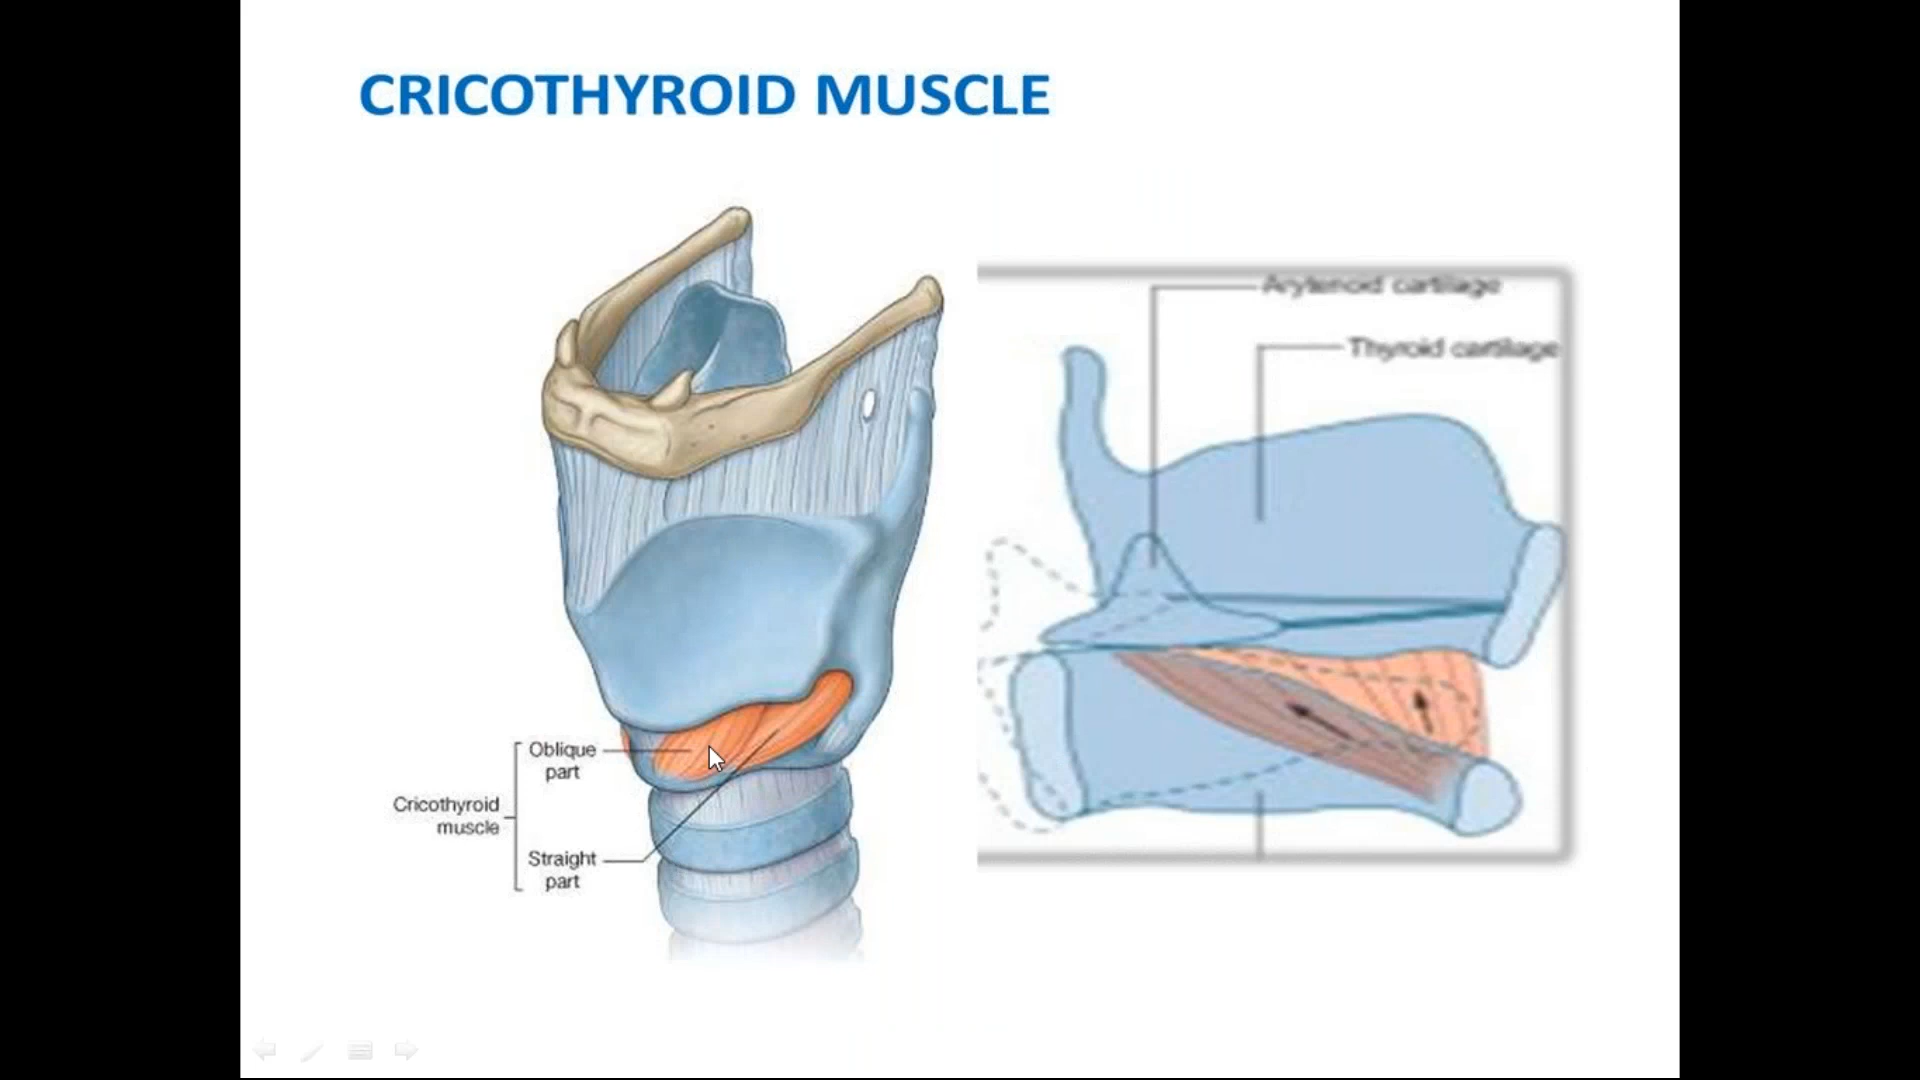 CRICOTHYROID MUSCLE
Arytenoid cartilage
Thyroid cartilage
Oblique
part
Cricothyroid
muscle
Straight
part